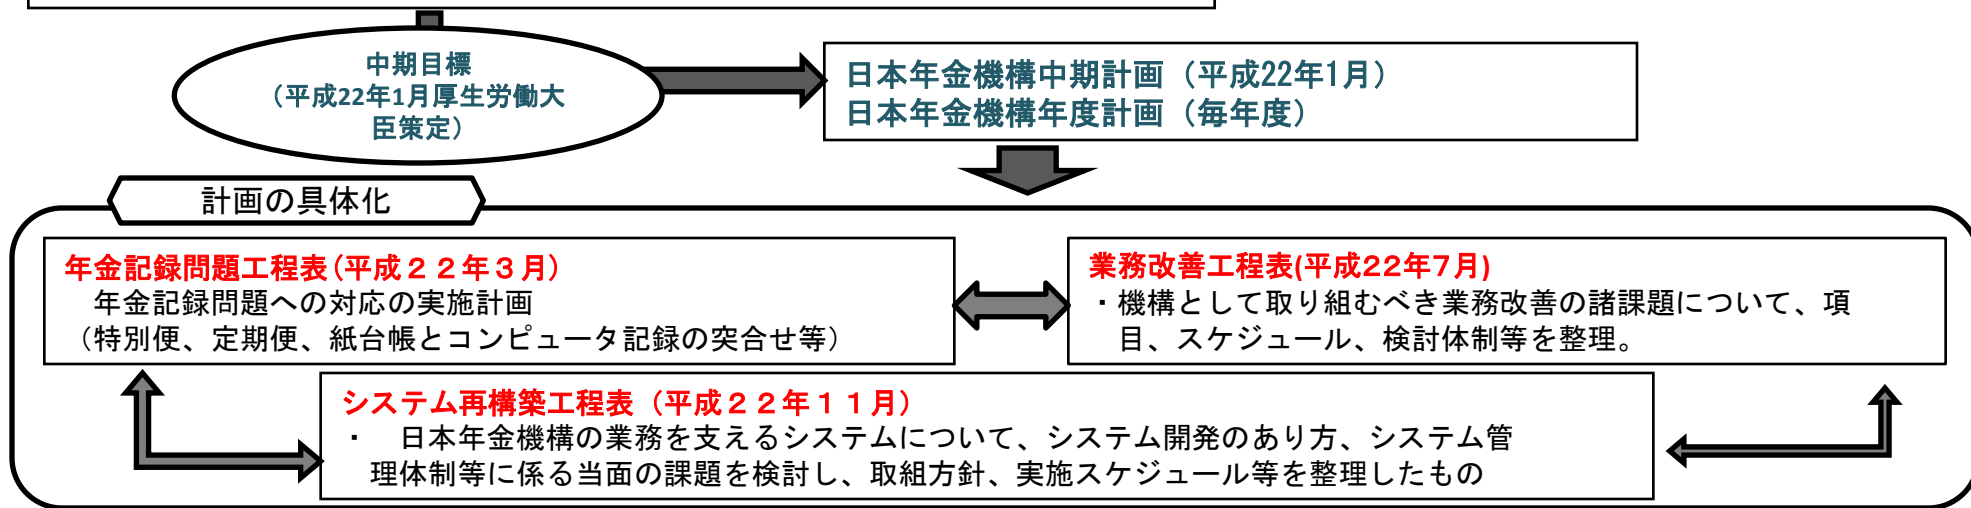 中期目標
（平成22年1月厚生労働大
臣策定）
日本年金機構中期計画（平成22年1月）
日本年金機構年度計画（毎年度）
計画の具体化
年金記録問題工程表(平成２２年３月)
年金記録問題への対応の実施計画
（特別便、定期便、紙台帳とコンピュータ記録の突合せ等）
業務改善工程表(平成22年7月)
・機構として取り組むべき業務改善の諸課題について、項
目、スケジュール、検討体制等を整理。
システム再構築工程表（平成２２年１１月）
・　日本年金機構の業務を支えるシステムについて、システム開発のあり方、システム管
理体制等に係る当面の課題を検討し、取組方針、実施スケジュール等を整理したもの